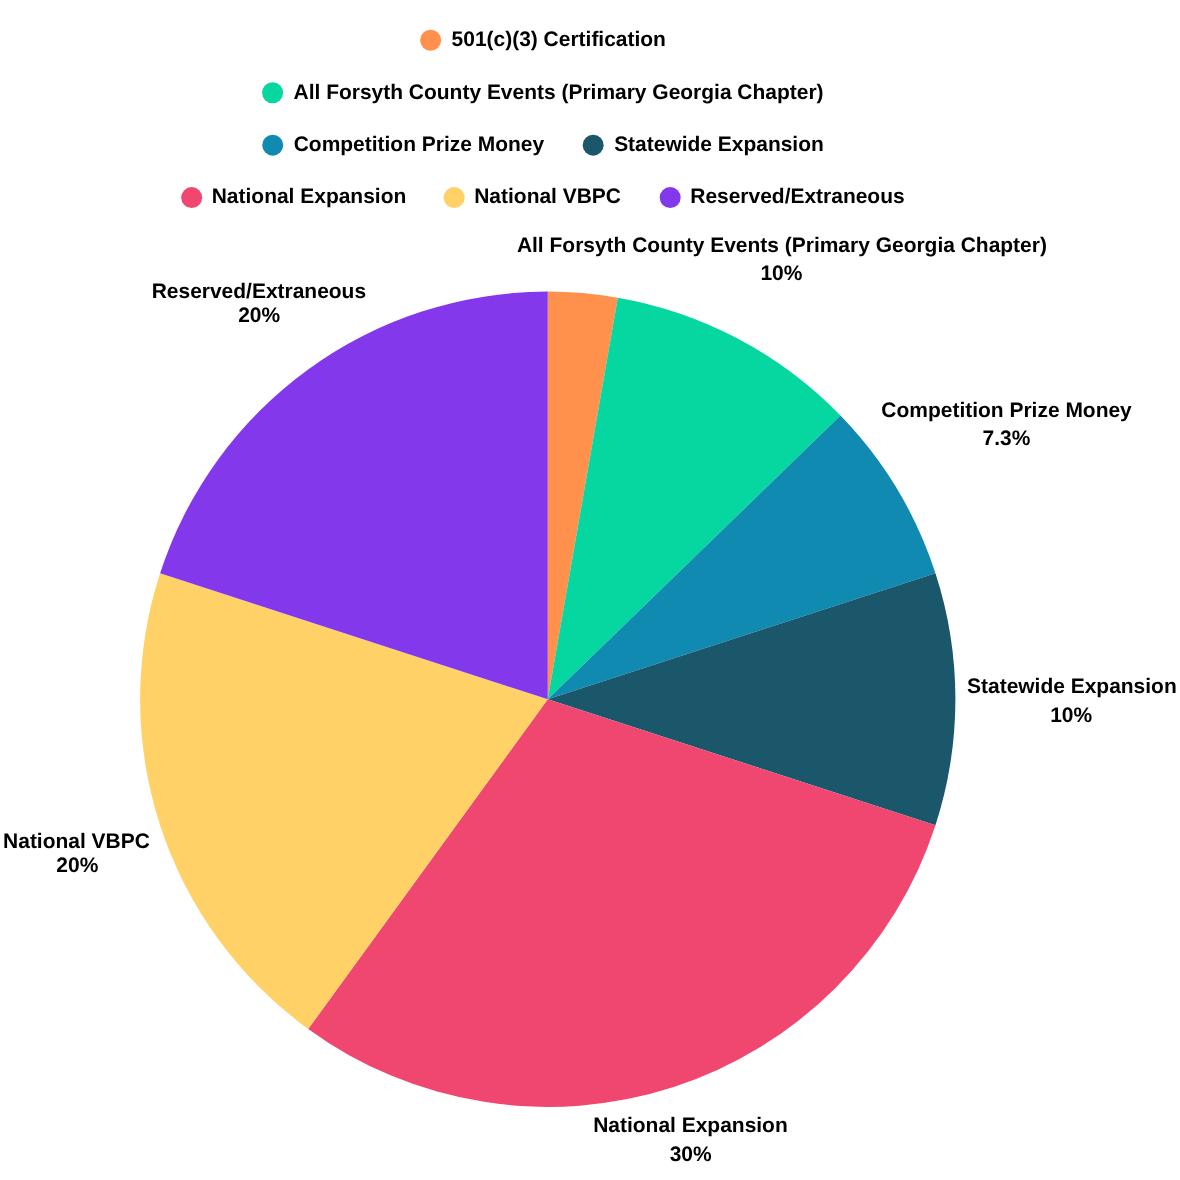 501(c)(3) Certification
All Forsyth County Events (Primary Georgia Chapter)
Competition Prize Money Statewide Expansion
National Expansion National VBPC Reserved/Extraneous
All Forsyth County Events (Primary Georgia Chapter)
10%
Reserved/Extraneous
20%
Competition Prize Money
7.3%
Statewide Expansion
10%
National VBPC
20%
National Expansion
30%